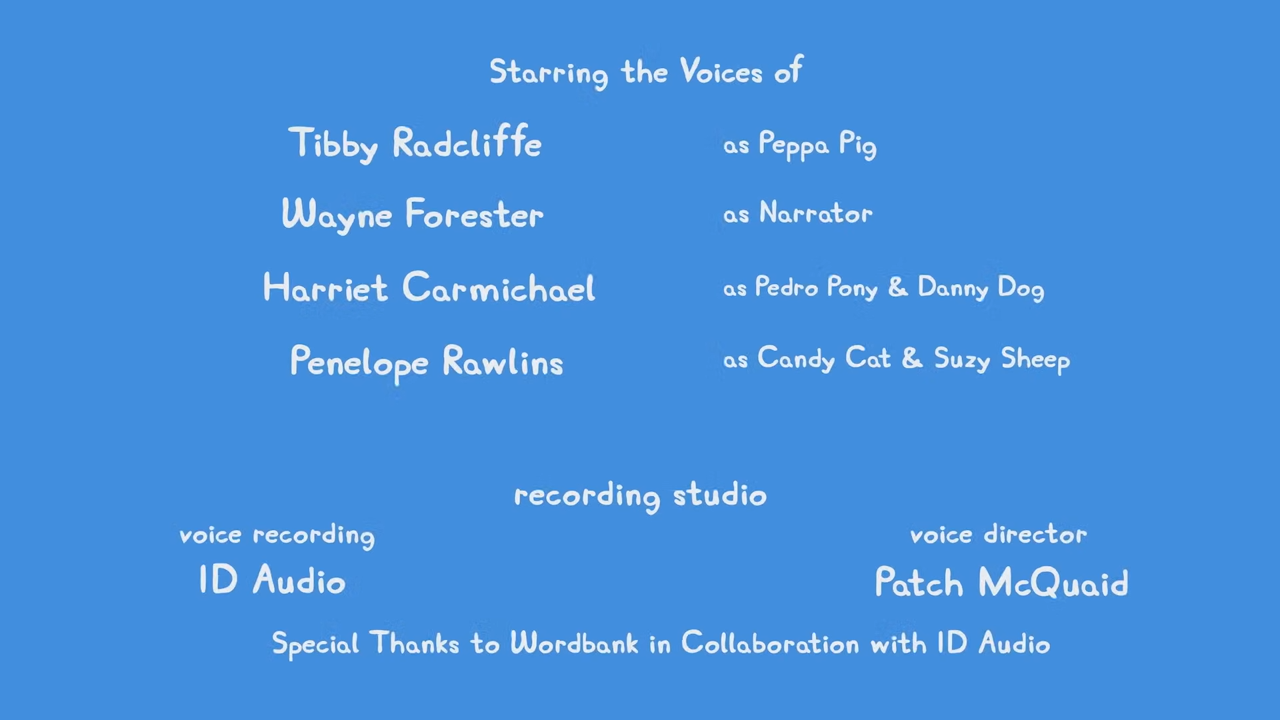 Starring the Voices of
Tibby Radcliffe as Peppa Pig
Wayne Forester as Narrator
Harriet Carmichael as Pedro Pony & Danny Dog
Penelope Rawlins as Candy Cat & Suzy Sheep
recording studio
voice recording voice director
ID Audio Patch McQuaid
Special Thanks to Wordbank in Collaboration with ID Audio